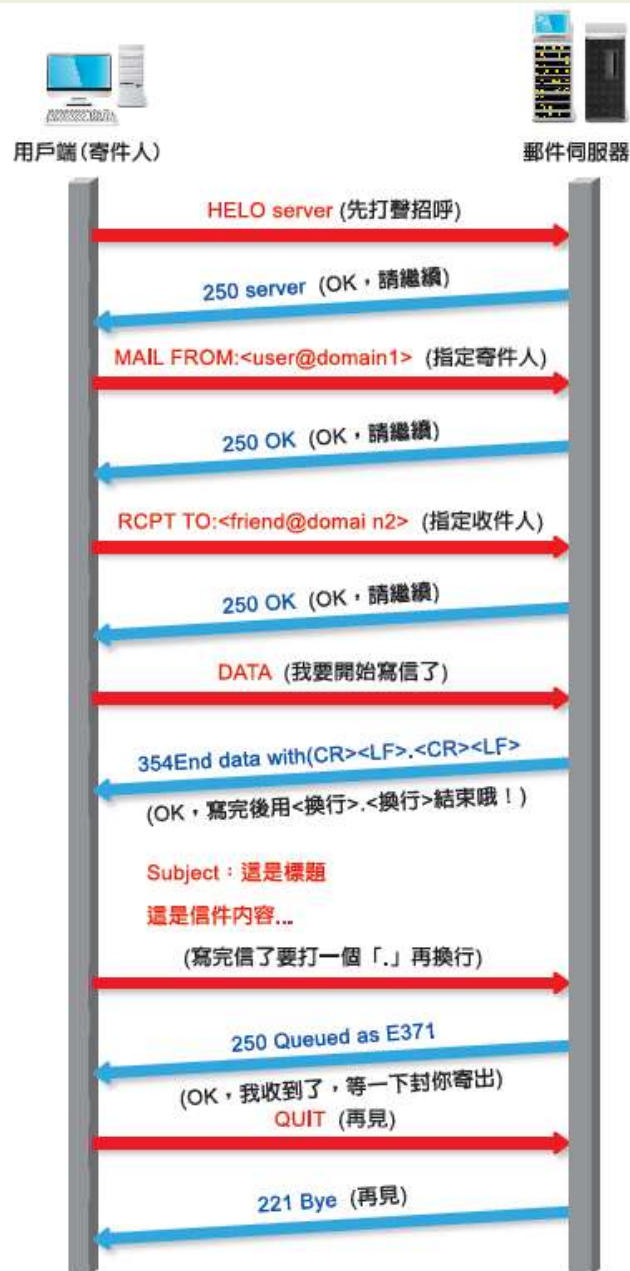 用戶端(寄件人)
郵件伺服器
HELO server (先打聲招呼)
250 server (OK，請繼續)
MAIL FROM:<user@domain1> (指定寄件人)
250 OK (OK，請繼續)
RCPT TO:<friend@domai n2> (指定收件人)
250 OK (OK，請繼續)
DATA (我要開始寫信了)
354End data with(CR><LF>.<CR><LF>
(OK，寫完後用<換行>.<換行>結束哦！)
Subject：這是標題
這是信件內容...
(寫完信了要打一個「.」再換行)
250 Queued as E371
(OK，我收到了，等一下封你寄出)
QUIT (再見)
221 Bye (再見)